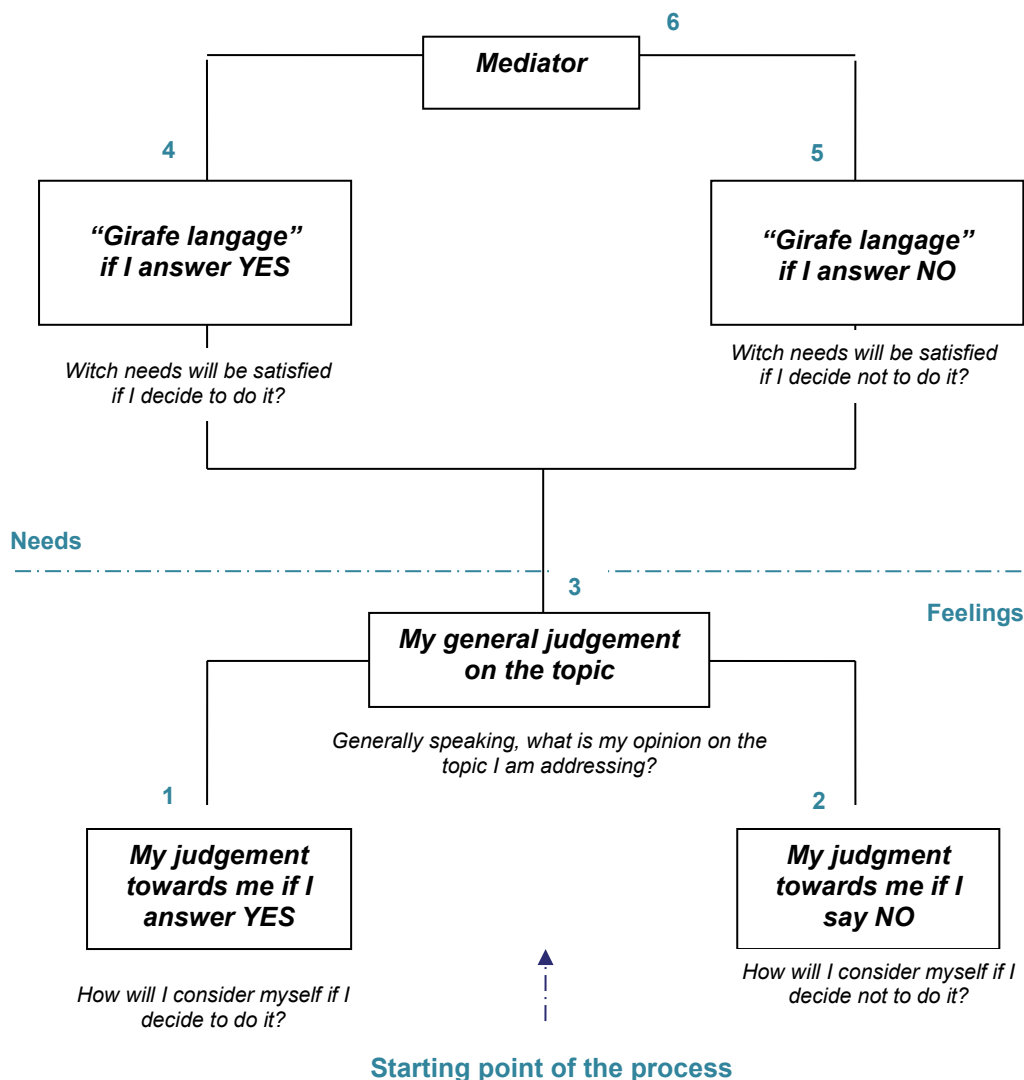 6
Mediator
4
5
“Girafe langage”
if I answer YES
“Girafe langage”
if I answer NO
Witch needs will be satisfied
if I decide to do it?
Witch needs will be satisfied
if I decide not to do it?
Needs
3
Feelings
My general judgement
on the topic
Generally speaking, what is my opinion on the
topic I am addressing?
1
2
My judgement
towards me if I
answer YES
My judgment
towards me if I
say NO
How will I consider myself if I
decide to do it?
How will I consider myself if I
decide not to do it?
Starting point of the process